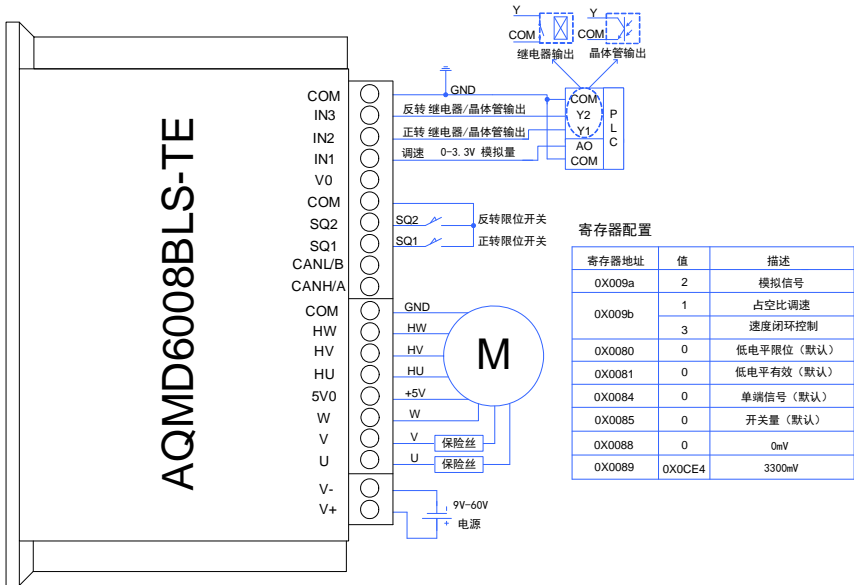 AQMD6008BLS-TE
COM
IN3
IN2
IN1
V0
COM
SQ2
SQ1
CANL/B
CANH/A
COM
HW
HV
HU
5V0
W
V
U
V-
V+
GND
反转 继电器/晶体管输出
正转 继电器/晶体管输出
调速 0-3.3V 模拟量
Y
COM
继电器输出
Y
COM
晶体管输出
COM
Y2
Y1
AO
COM
PLC
SQ2
反转限位开关
SQ1
正转限位开关
GND
HW
HV
HU
+5V
W
V
保险丝
U
保险丝
M
+
9V-60V
电源
寄存器配置
寄存器地址 值 描述
0X009a 2 模拟信号
0X009b 1 占空比调速
3 速度闭环控制
0X0080 0 低电平限位（默认）
0X0081 0 低电平有效（默认）
0X0084 0 单端信号（默认）
0X0085 0 开关量（默认）
0X0088 0 0mV
0X0089 0X0CE4 3300mV